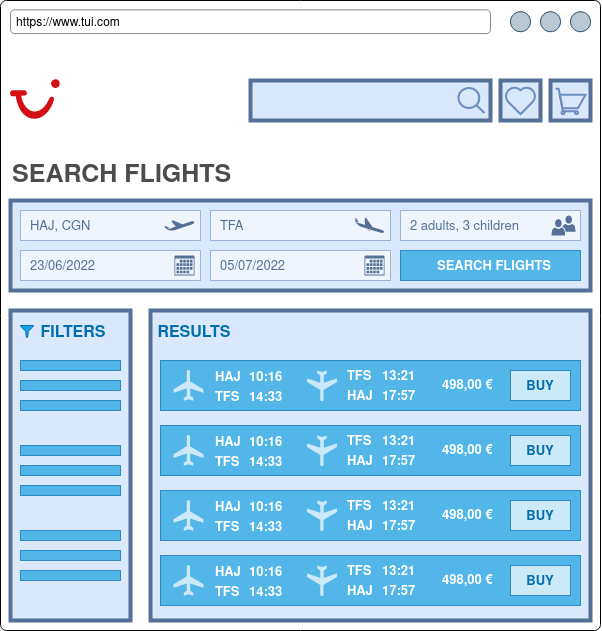 https://www.tui.com
SEARCH FLIGHTS
HAJ, CGN TFA 2 adults, 3 children
23/06/2022 05/07/2022 SEARCH FLIGHTS
FILTERS
RESULTS
HAJ 10:16 TFS 13:21 498,00 € BUY
TFS 14:33 HAJ 17:57
HAJ 10:16 TFS 13:21 498,00 € BUY
TFS 14:33 HAJ 17:57
HAJ 10:16 TFS 13:21 498,00 € BUY
TFS 14:33 HAJ 17:57
HAJ 10:16 TFS 13:21 498,00 € BUY
TFS 14:33 HAJ 17:57